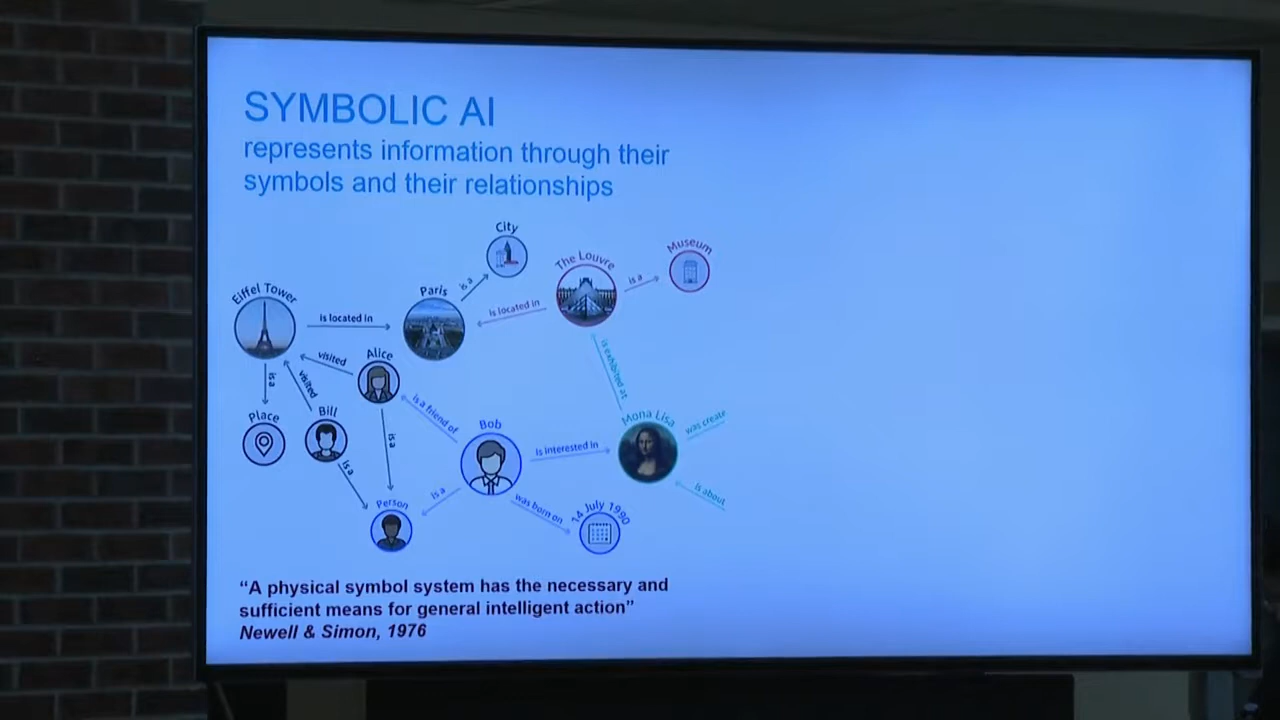 SYMBOLIC AI
represents information through their
symbols and their relationships
City
Museum
The Louvre
is a
is a
Paris
Eiffel Tower
is located in
is located in
Alice
visited
is exhibited at
is a
visited
Place
Bill
is a friend of
Bob
Mona Lisa
was create
is a
is interested in
is a
is a
is about
Person
was born on
14 July 1990
“A physical symbol system has the necessary and
sufficient means for general intelligent action”
Newell & Simon, 1976